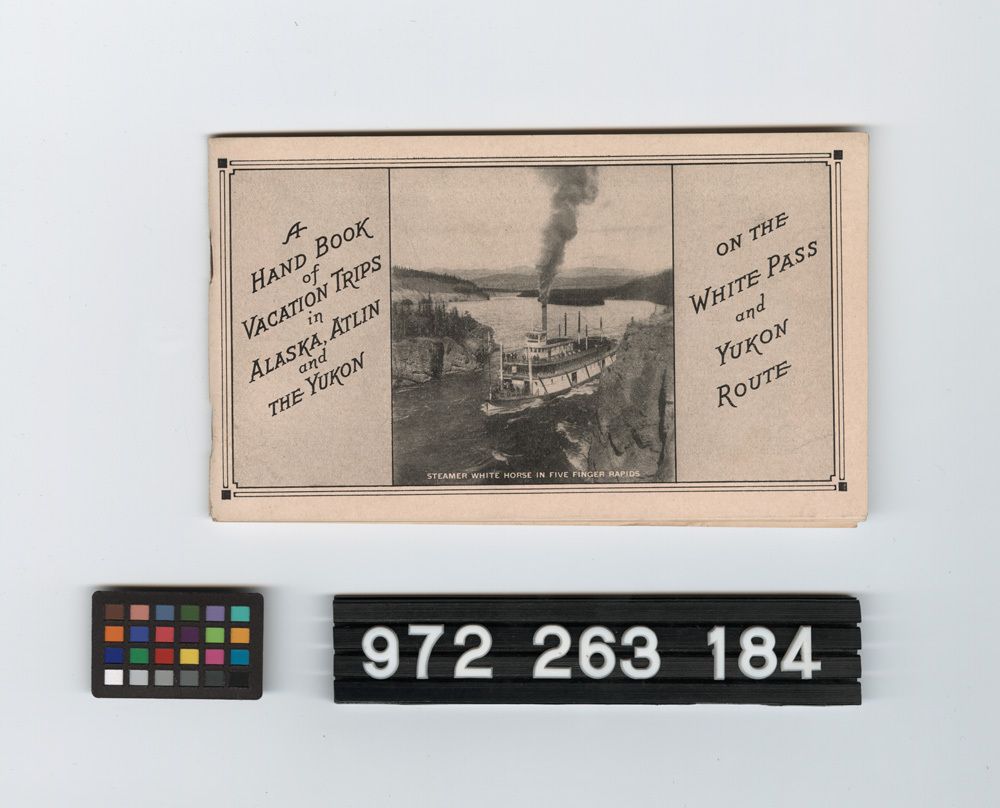 A
HAND BOOK
of
VACATION TRIPS
in
ALASKA, ATLIN
and
THE YUKON
STEAMER WHITE HORSE IN FIVE FINGER RAPIDS
ON THE
WHITE PASS
and
YUKON
ROUTE
972 263 184